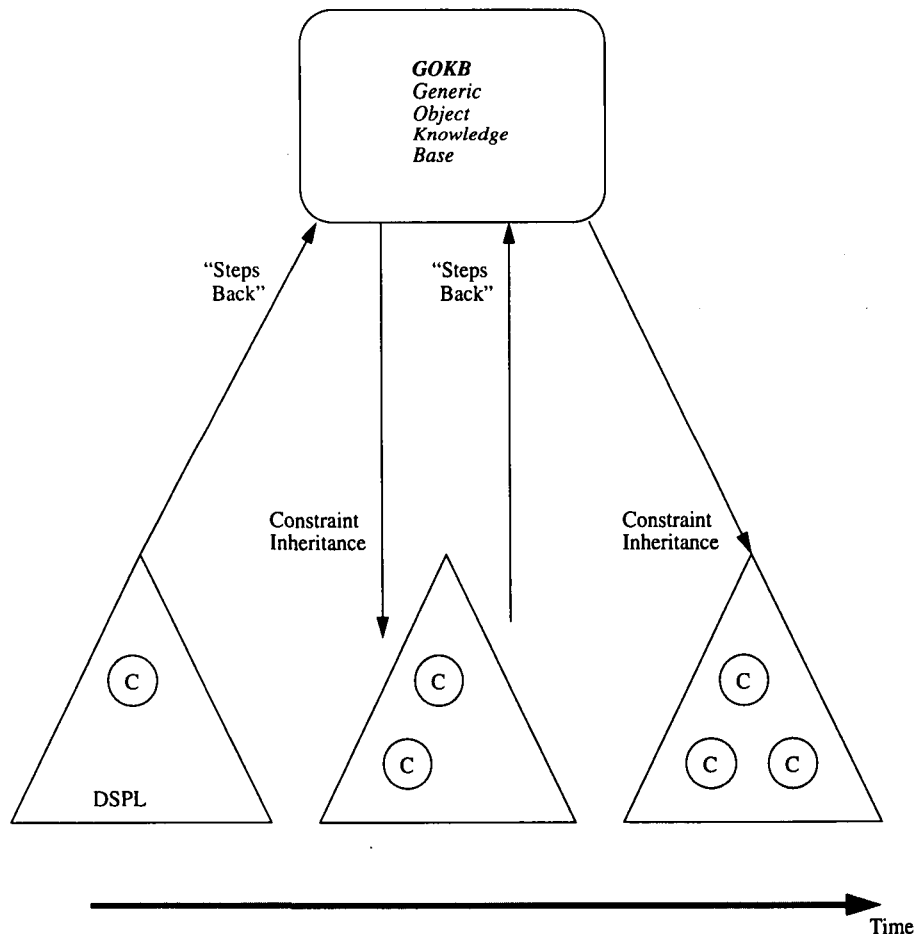 GOKB
Generic
Object
Knowledge
Base
“Steps
Back”
“Steps
Back”
Constraint
Inheritance
Constraint
Inheritance
C
C
C
C
C
C
DSPL
Time